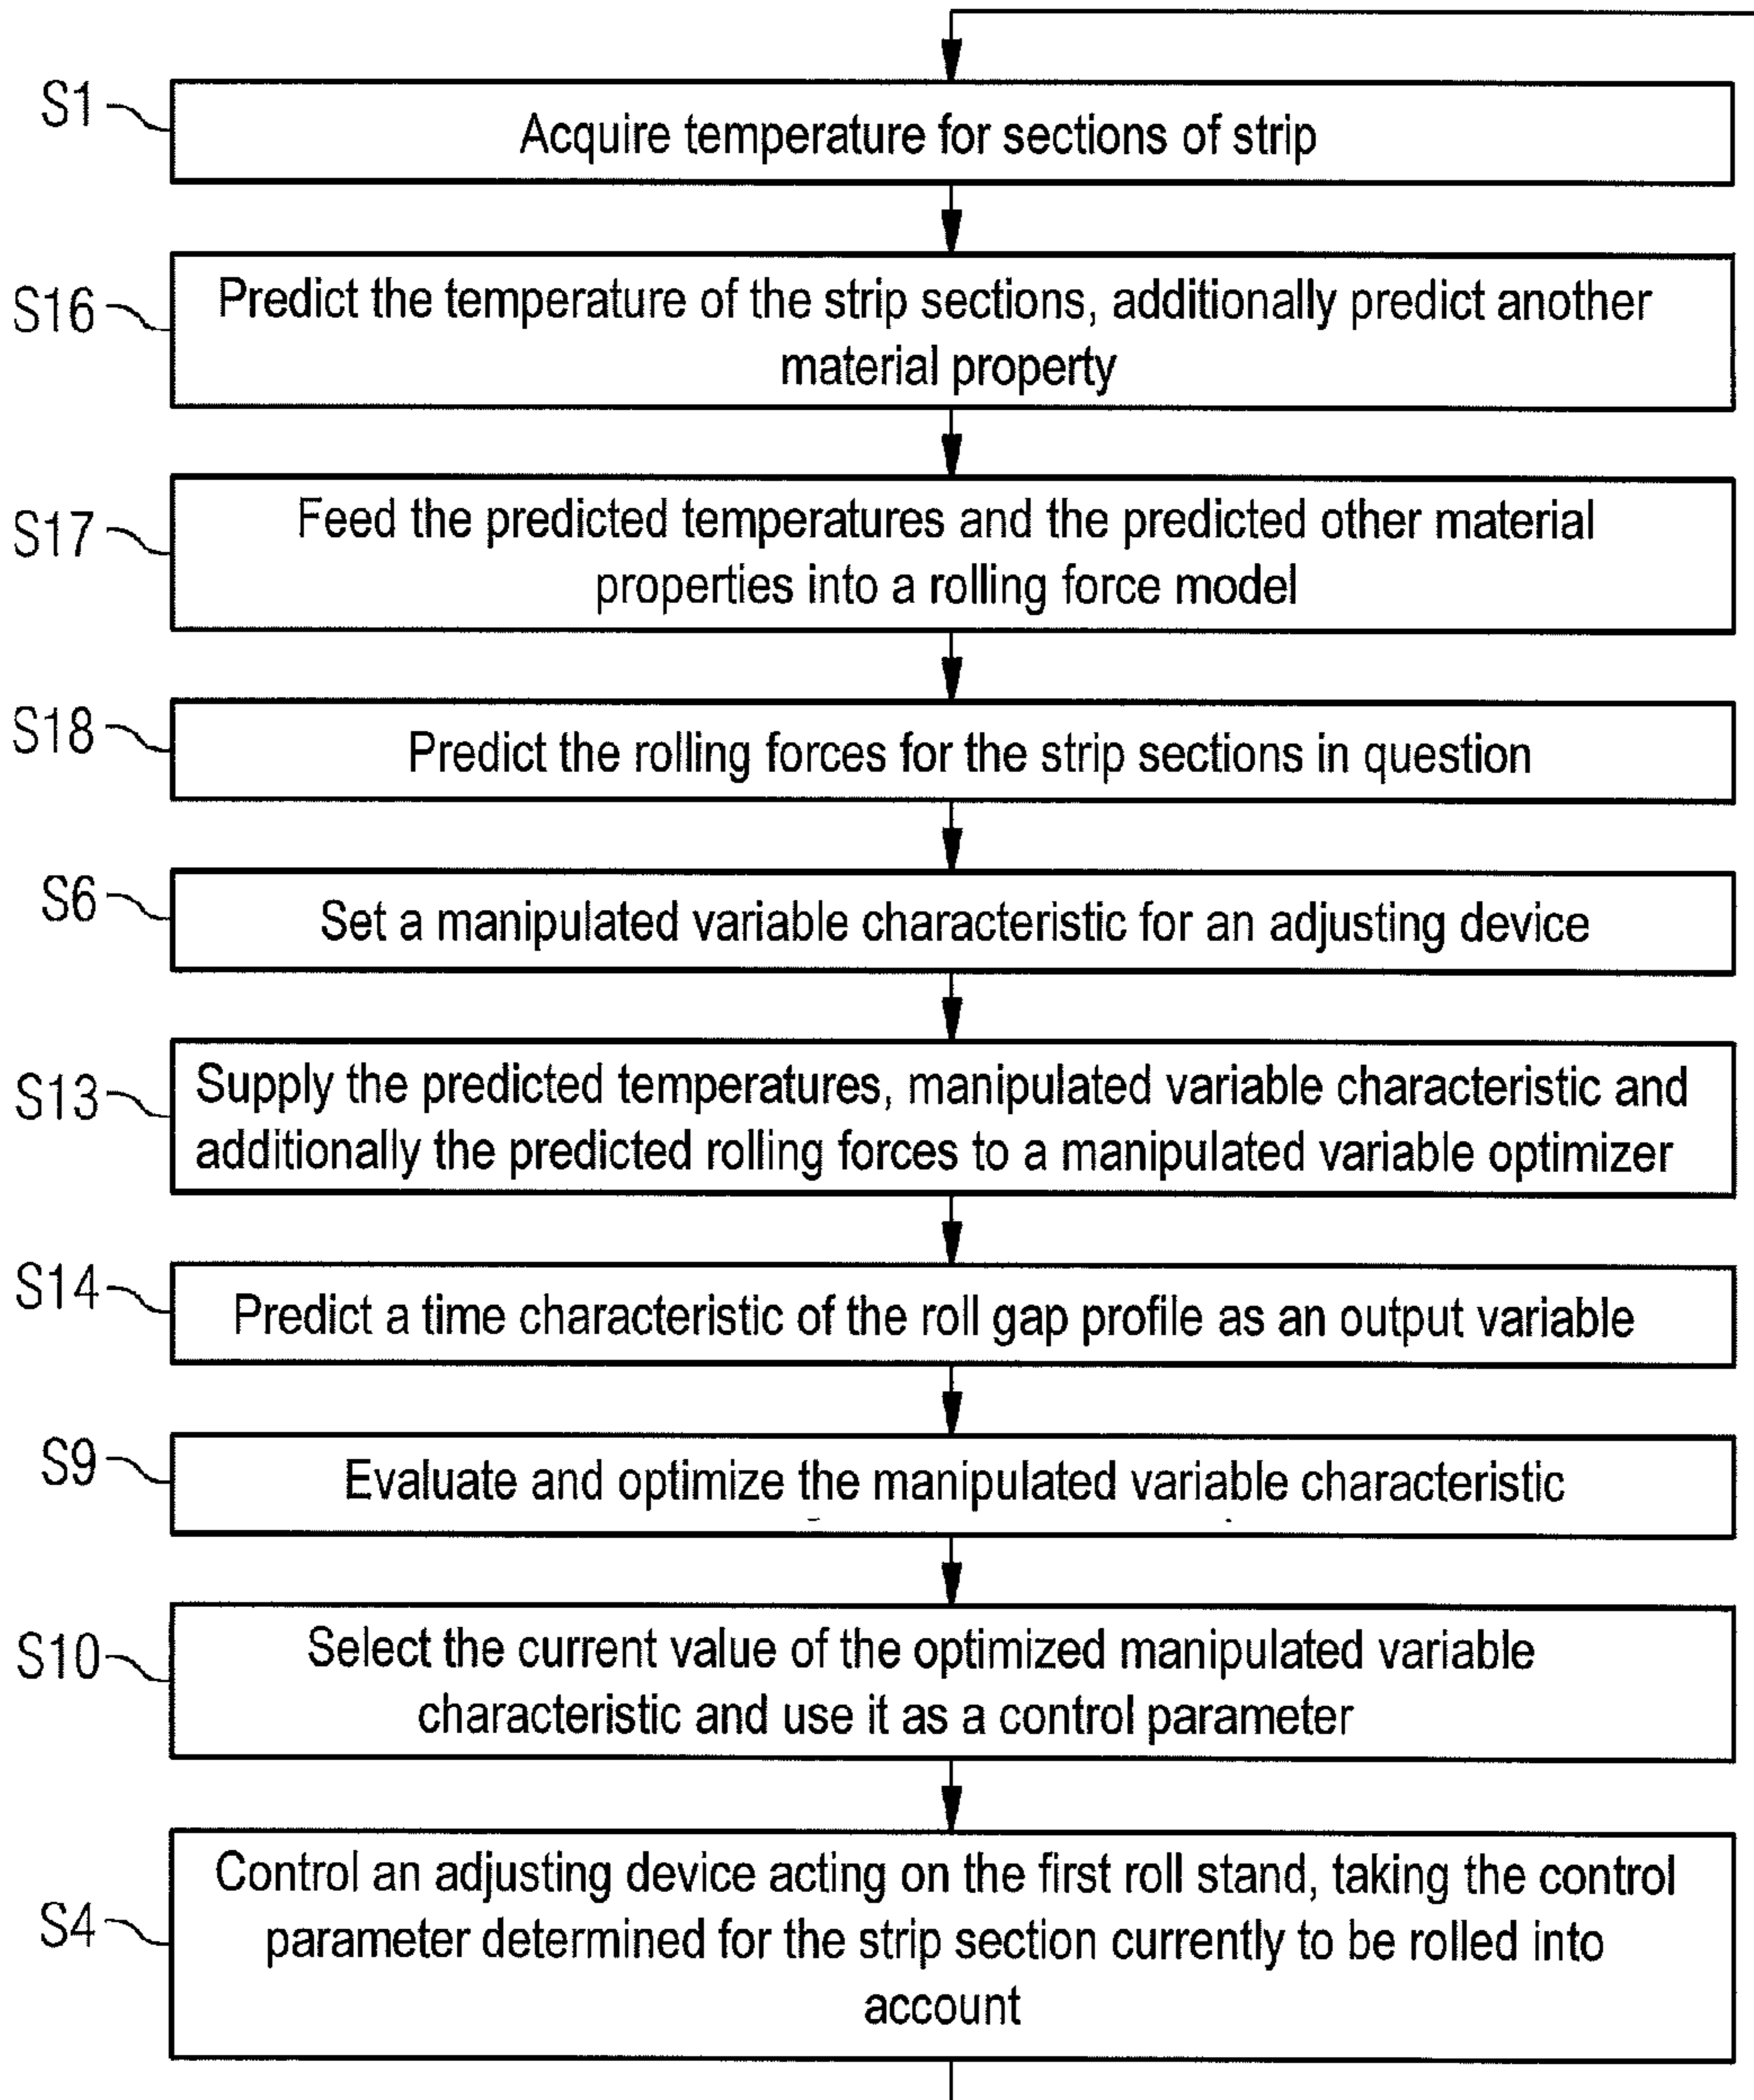 S1
Acquire temperature for sections of strip
S16
Predict the temperature of the strip sections, additionally predict another
material property
S17
Feed the predicted temperatures and the predicted other material
properties into a rolling force model
S18
Predict the rolling forces for the strip sections in question
S6
Set a manipulated variable characteristic for an adjusting device
S13
Supply the predicted temperatures, manipulated variable characteristic and
additionally the predicted rolling forces to a manipulated variable optimizer
S14
Predict a time characteristic of the roll gap profile as an output variable
S9
Evaluate and optimize the manipulated variable characteristic
S10
Select the current value of the optimized manipulated variable
characteristic and use it as a control parameter
S4
Control an adjusting device acting on the first roll stand, taking the control
parameter determined for the strip section currently to be rolled into
account